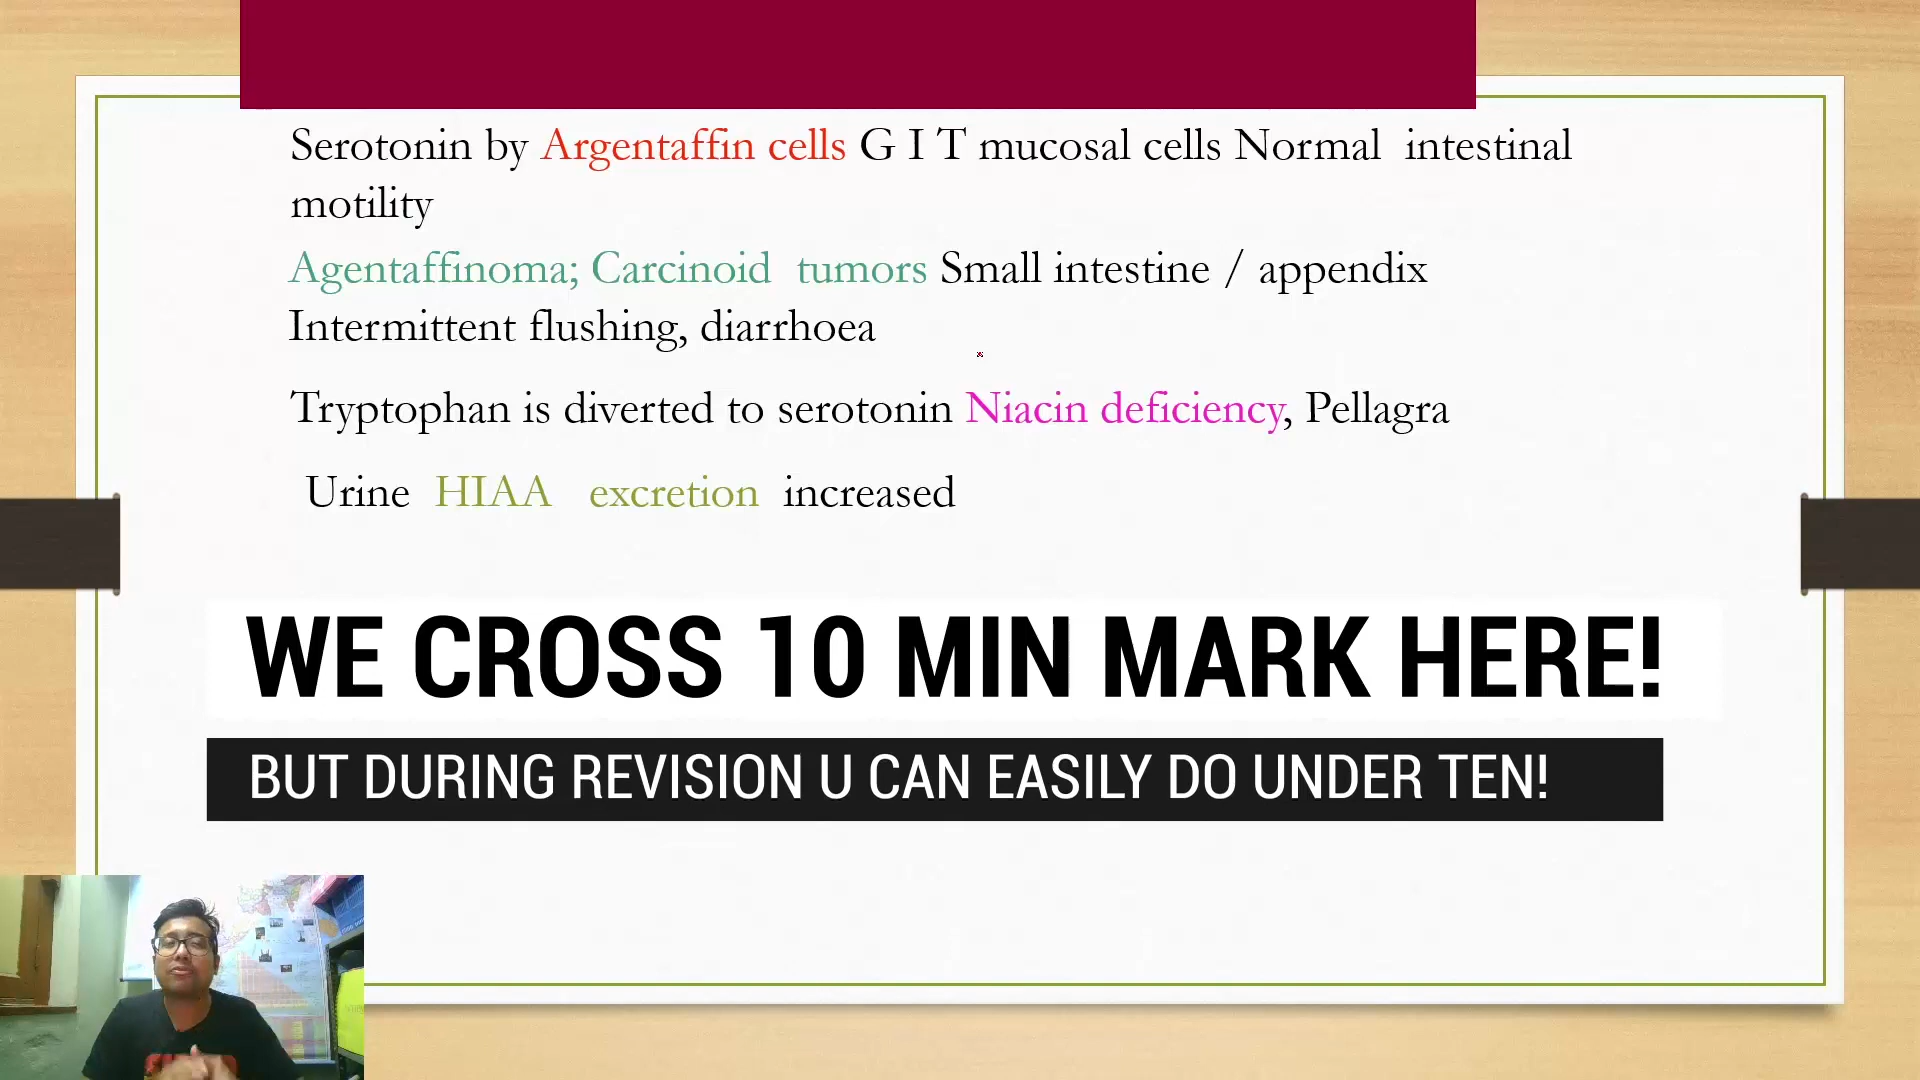 Serotonin by Argentaffin cells G I T mucosal cells Normal intestinal
motility
Agentaffinoma; Carcinoid tumors Small intestine / appendix
Intermittent flushing, diarrhoea
Tryptophan is diverted to serotonin Niacin deficiency, Pellagra
Urine HIAA excretion increased
WE CROSS 10 MIN MARK HERE!
BUT DURING REVISION U CAN EASILY DO UNDER TEN!